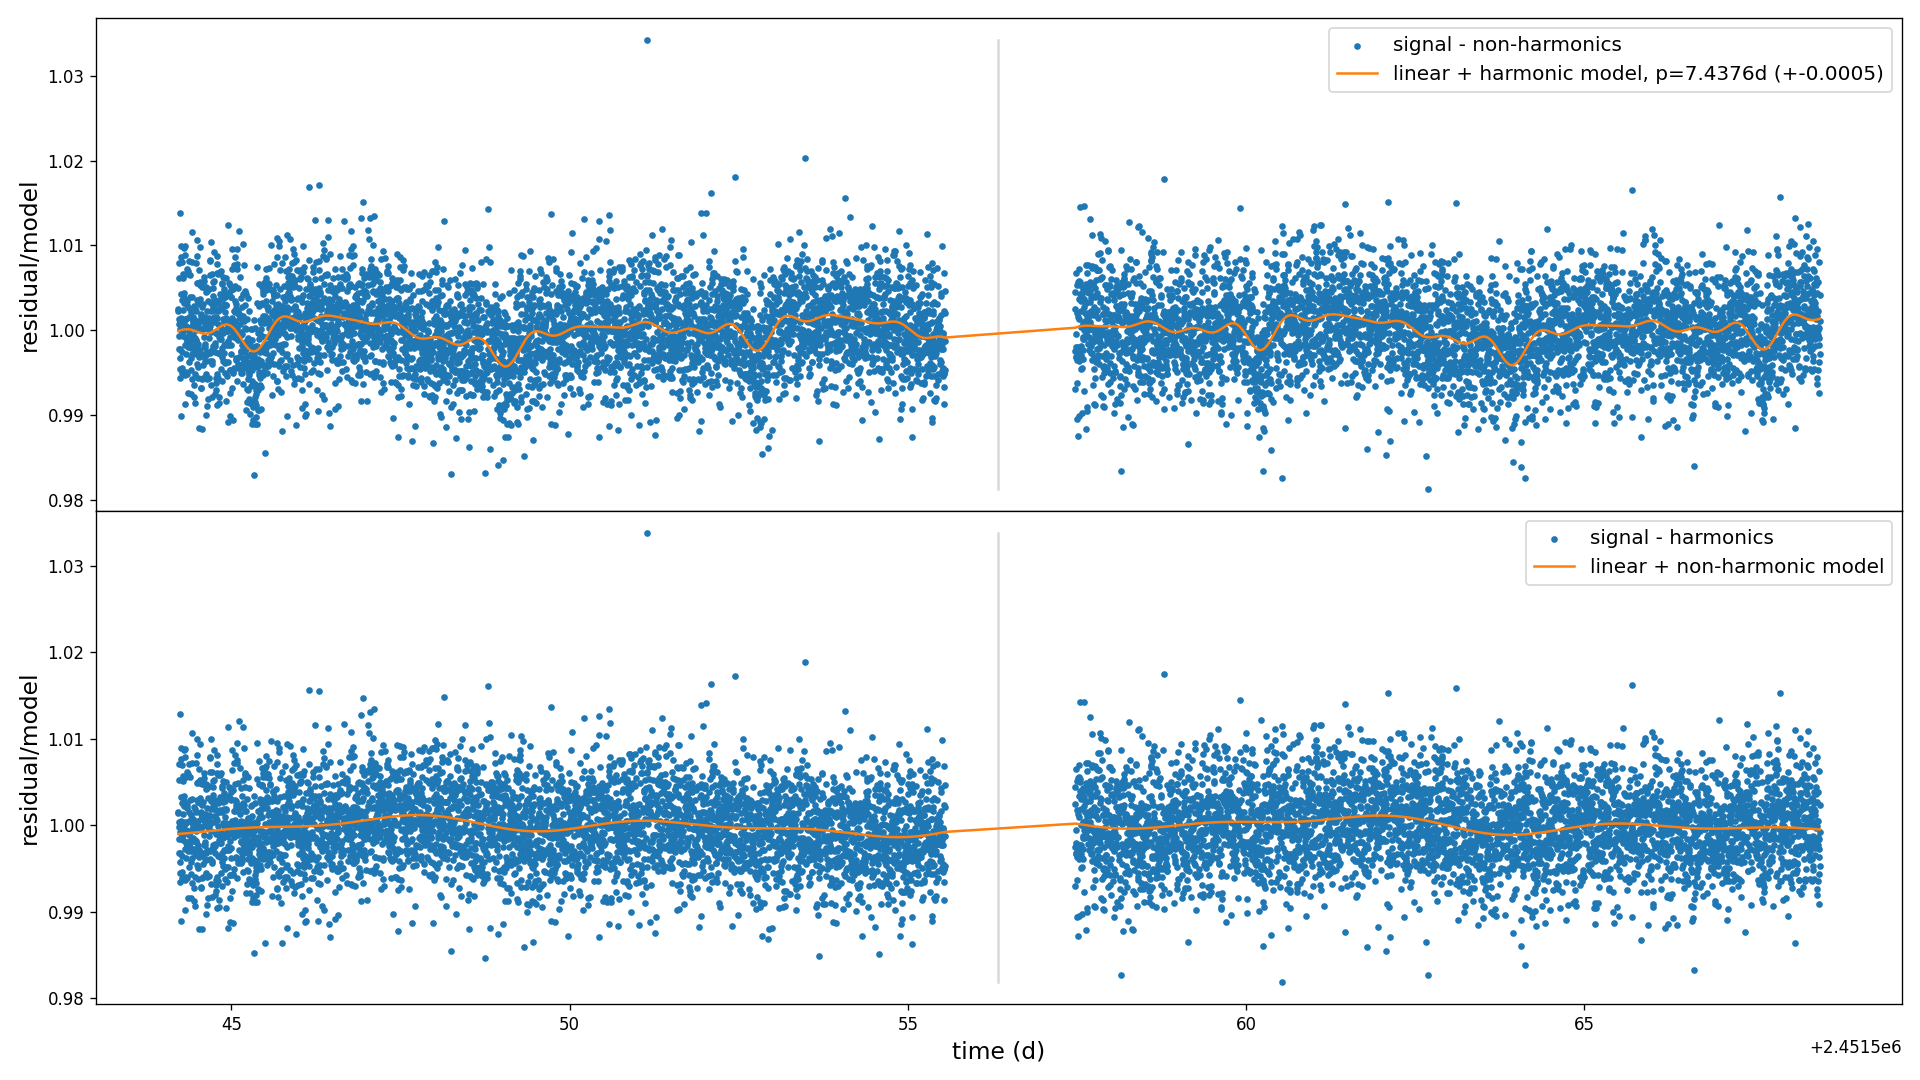 signal - non-harmonics
linear + harmonic model, p=7.4376d (+-0.0005)
residual/model
1.03
1.02
1.01
1.00
0.99
0.98
signal - harmonics
linear + non-harmonic model
residual/model
1.03
1.02
1.01
1.00
0.99
0.98
45 50 55 60 65
time (d)
+2.4515e6